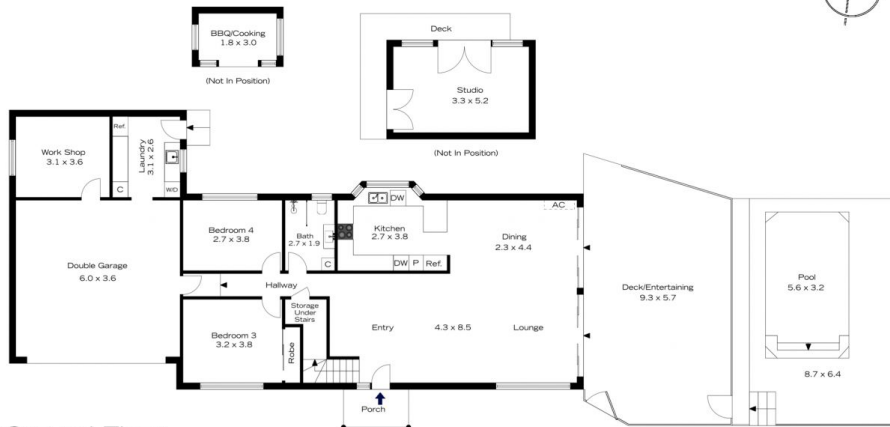 BBQ/Cooking
1.8 x 3.0
(Not In Position)
Deck
Studio
3.3 x 5.2
(Not In Position)
Work Shop
3.1 x 3.6
Ref.
Laundry
3.1 x 2.6
C
W/D
Bedroom 4
2.7 x 3.8
Bath
2.7 x 1.9
C
DW
Kitchen
2.7 x 3.8
DW
P
Ref.
AC
Dining
2.3 x 4.4
Double Garage
6.0 x 3.6
Hallway
Storage
Under
Stairs
Bedroom 3
3.2 x 3.8
Robe
Entry
4.3 x 8.5
Lounge
Deck/Entertaining
9.3 x 5.7
Pool
5.6 x 3.2
8.7 x 6.4
Porch